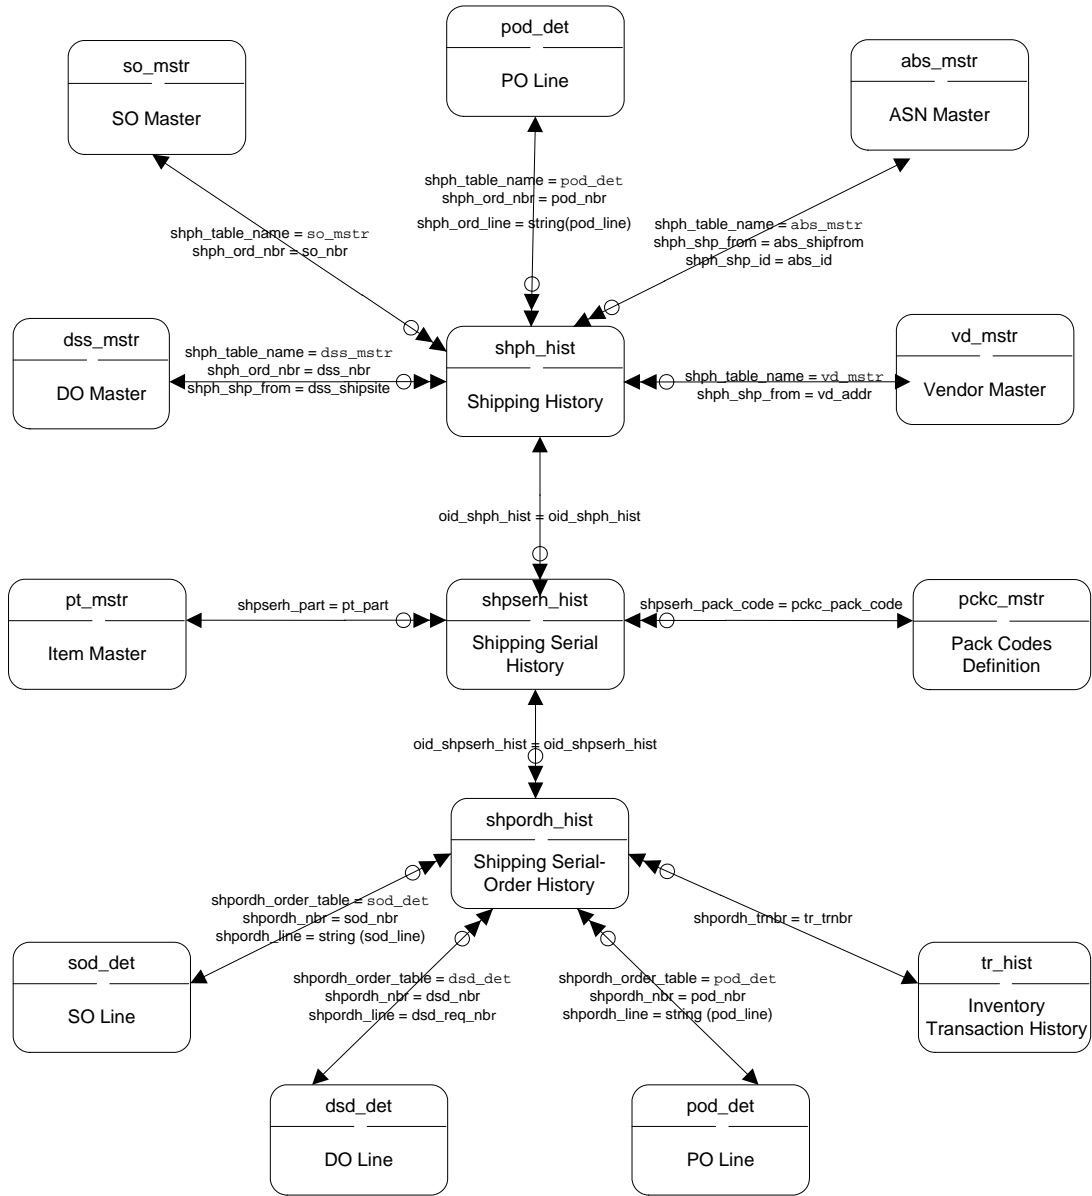 pod_det
PO Line
so_mstr
SO Master
abs_mstr
ASN Master
shph_table_name = pod_det
shph_ord_nbr = pod_nbr
shph_ord_line = string(pod_line)
shph_table_name = so_mstr
shph_ord_nbr = so_nbr
shph_table_name = abs_mstr
shph_shp_from = abs_shipfrom
shph_shp_id = abs_id
dss_mstr
DO Master
shph_table_name = dss_mstr
shph_ord_nbr = dss_nbr
shph_shp_from = dss_shipsite
shph_hist
Shipping History
shph_table_name = vd_mstr
shph_shp_from = vd_addr
vd_mstr
Vendor Master
oid_shph_hist = oid_shph_hist
pt_mstr
Item Master
shpserh_part = pt_part
shpserh_hist
Shipping Serial
History
shpserh_pack_code = pckc_pack_code
pckc_mstr
Pack Codes
Definition
oid_shpserh_hist = oid_shpserh_hist
shpordh_hist
Shipping Serial-
Order History
shpordh_order_table = sod_det
shpordh_nbr = sod_nbr
shpordh_line = string (sod_line)
shpordh_trnbr = tr_trnbr
sod_det
SO Line
shpordh_order_table = dsd_det
shpordh_nbr = dsd_nbr
shpordh_line = dsd_req_nbr
shpordh_order_table = pod_det
shpordh_nbr = pod_nbr
shpordh_line = string (pod_line)
tr_hist
Inventory
Transaction History
dsd_det
DO Line
pod_det
PO Line